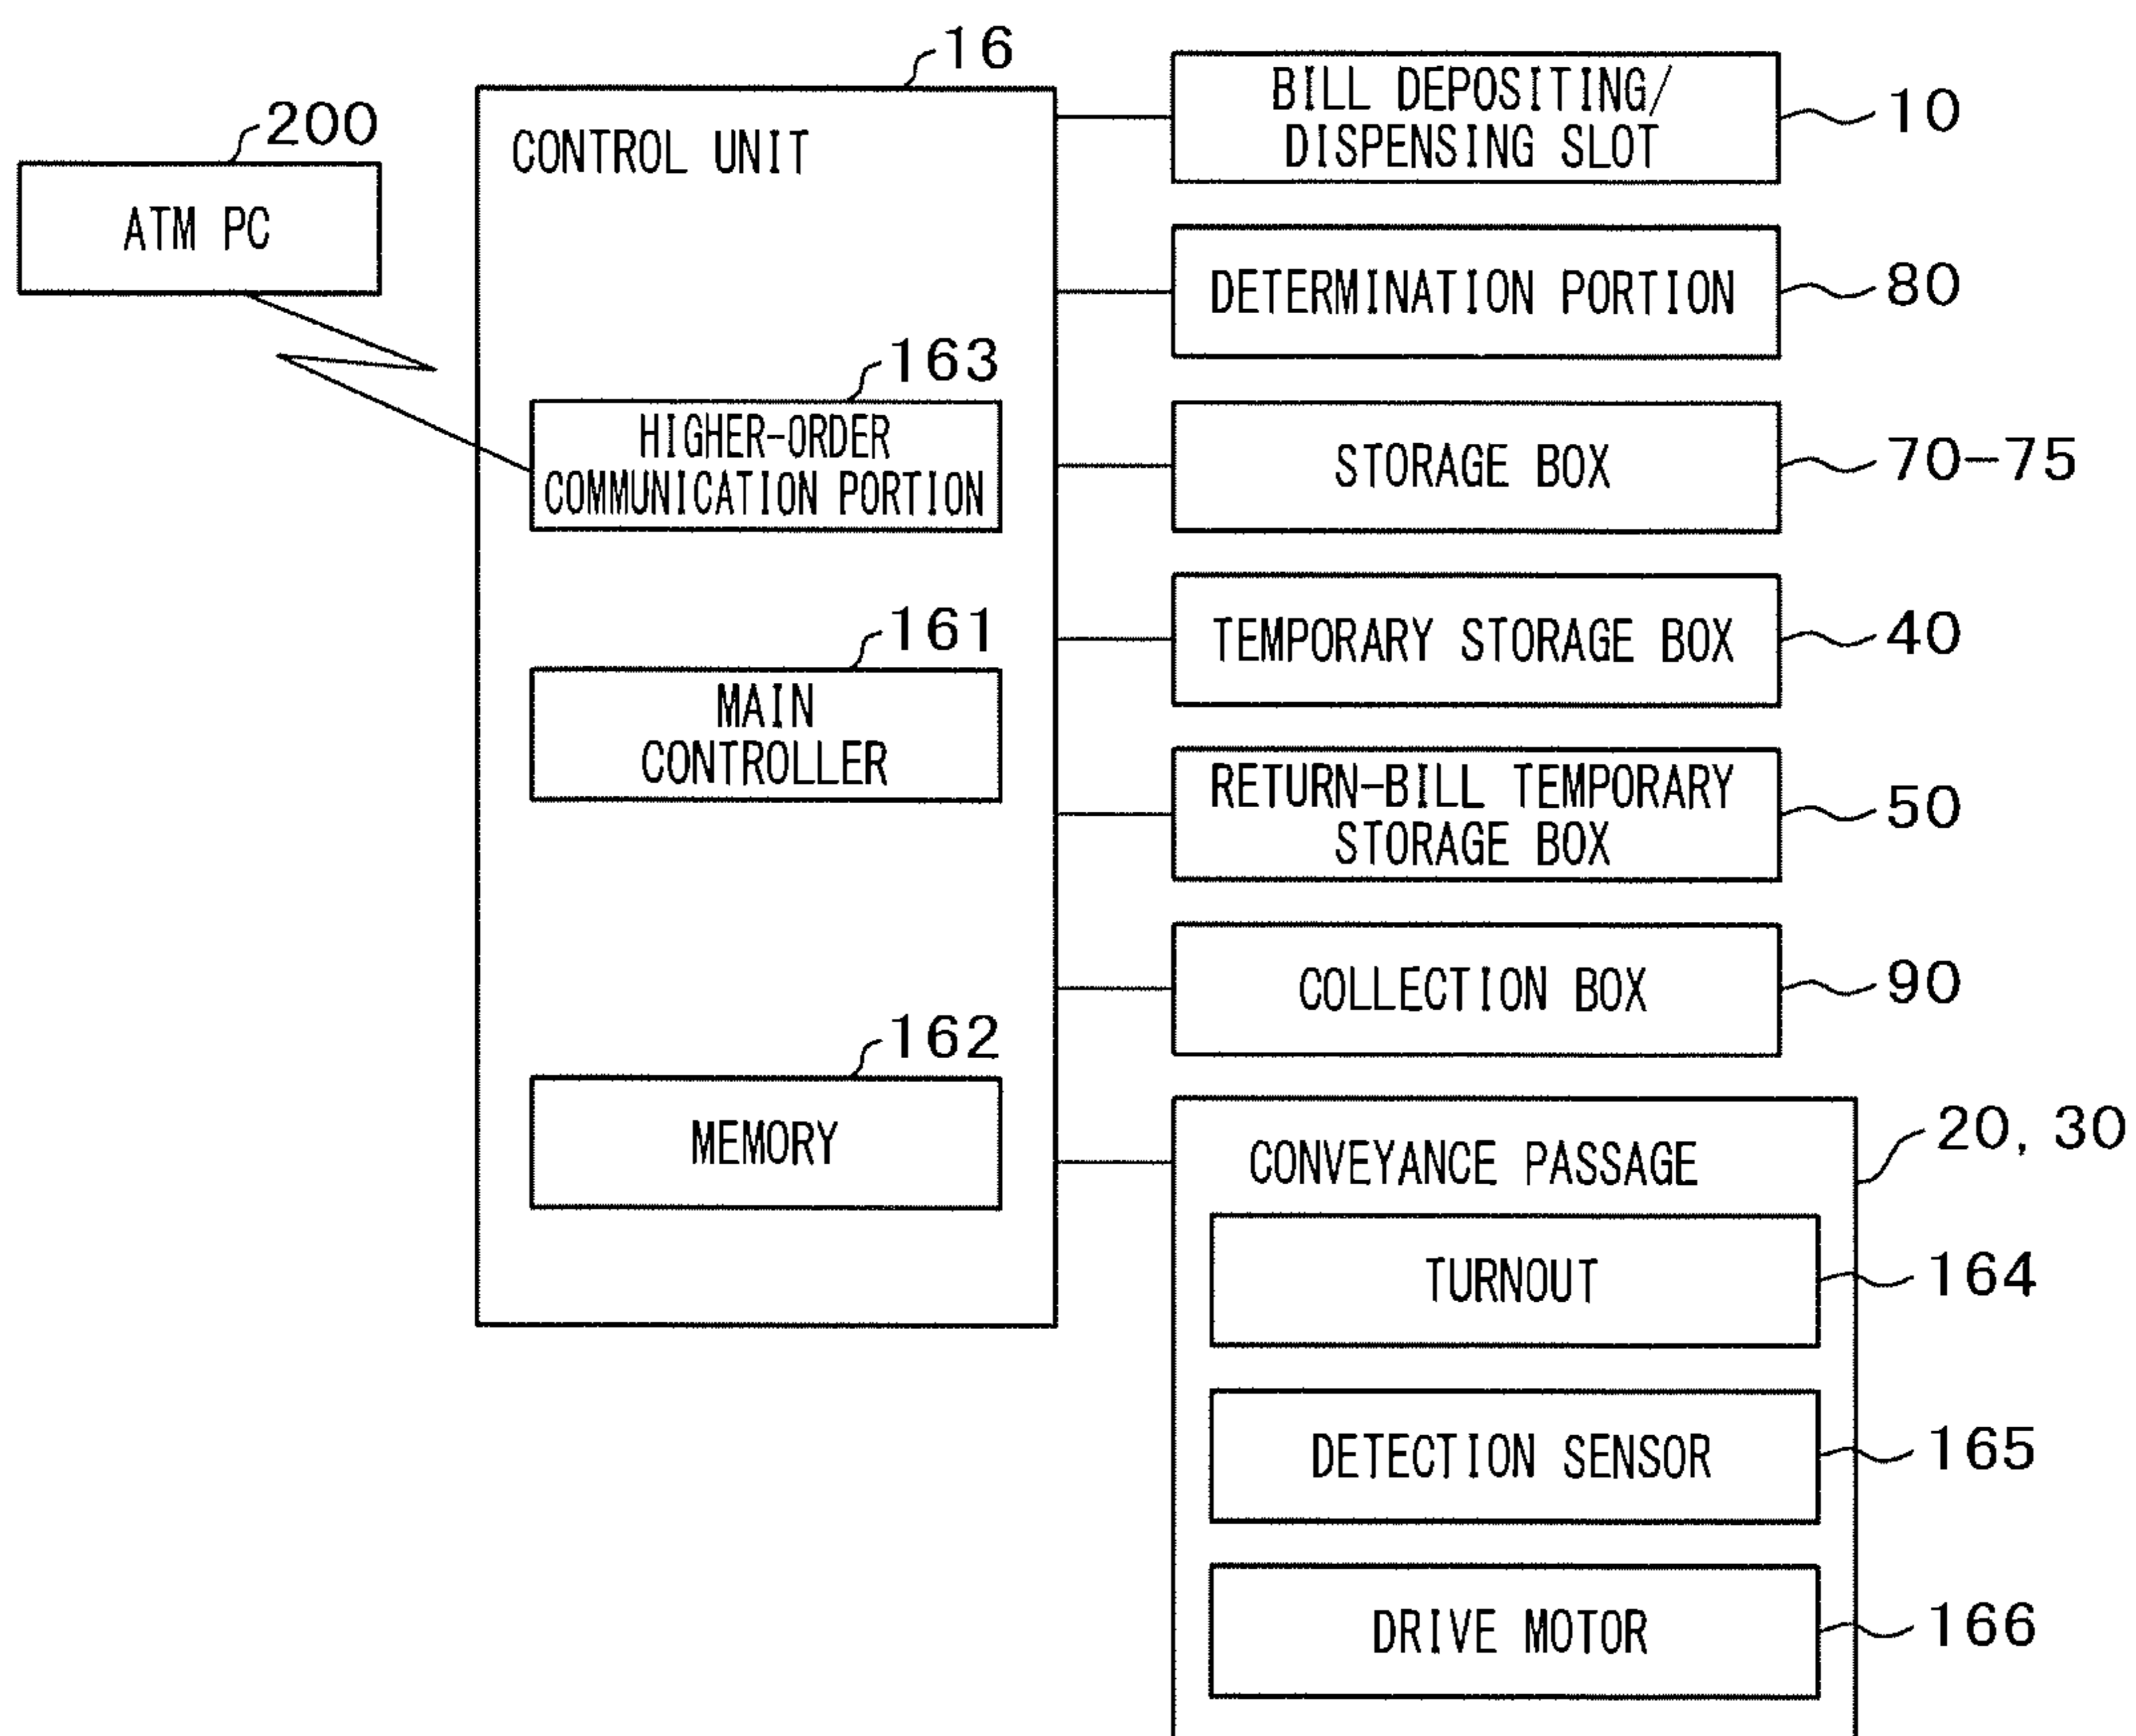 200
ATM PC
16
CONTROL UNIT
163
HIGHER-ORDER
COMMUNICATION PORTION
161
MAIN
CONTROLLER
162
MEMORY
BILL DEPOSITING/
DISPENSING SLOT
10
DETERMINATION PORTION
80
STORAGE BOX
70-75
TEMPORARY STORAGE BOX
40
RETURN-BILL TEMPORARY
STORAGE BOX
50
COLLECTION BOX
90
CONVEYANCE PASSAGE
20, 30
TURNOUT
164
DETECTION SENSOR
165
DRIVE MOTOR
166